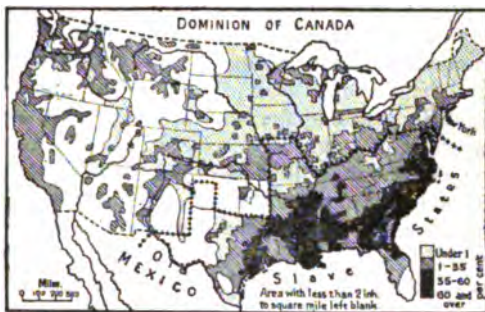 DOMINION OF CANADA
York
States
Slave
MEXICO
Miles
Area with less than 2 inh.
to square mile left blank.
Under 1
1-35
35-60
60 and
over
per cent